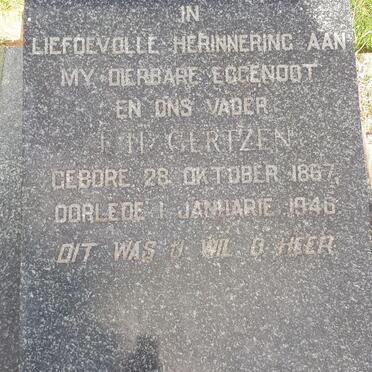 IN
LIEFDEVOLLE HERINNERING AAN
MY DIERBARE EGGENOOT
EN ONS VADER
GERTZEN
GEBORE 28 OKTOBER 1867,
OORLEDE 1 JANUARIE 1946
DIT WAS U WIL O HEER